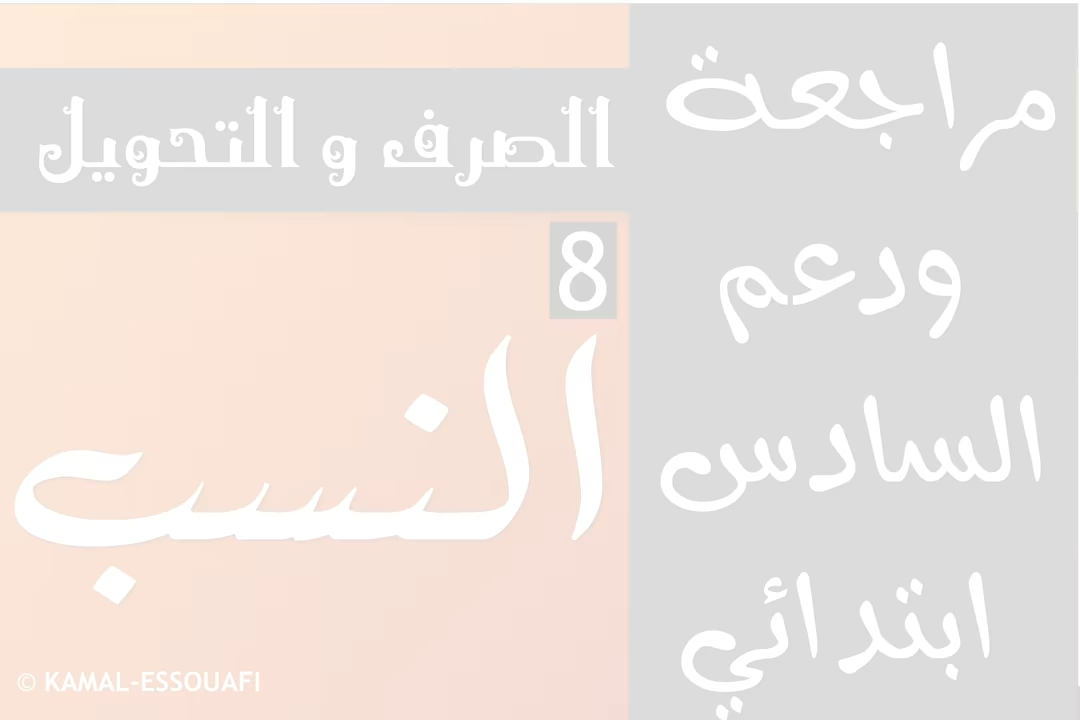 مراجعة
ودعم
السادس
ابتدائي
الصرف و التحويل
8
النسب
© KAMAL-ESSOUAFI